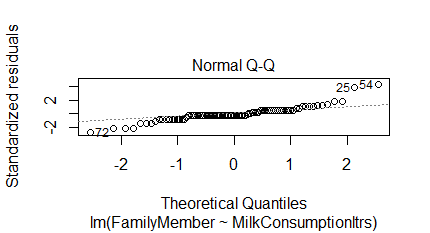 Normal Q-Q
Standardized residuals
2
-2
72
25
54
-2
-1
0
1
2
Theoretical Quantiles
lm(FamilyMember ~ MilkConsumptionltrs)